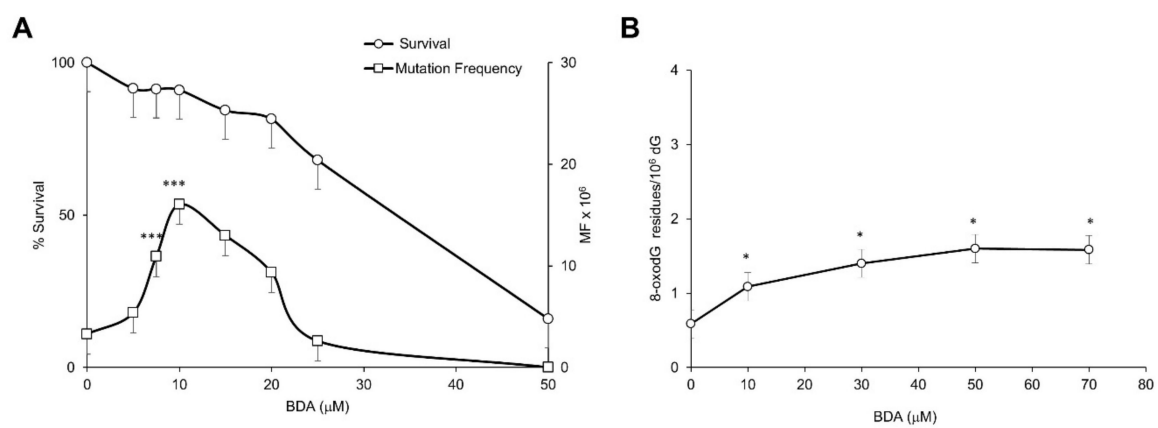 A
Survival
Mutation Frequency
100
50
0
% Survival
30
20
10
0
MF x 10⁶
***
***
0 10 20 30 40 50
BDA (μM)
B
4
3
2
1
0
8-oxodG residues/10⁶ dG
* * * *
0 10 20 30 40 50 60 70 80
BDA (μM)